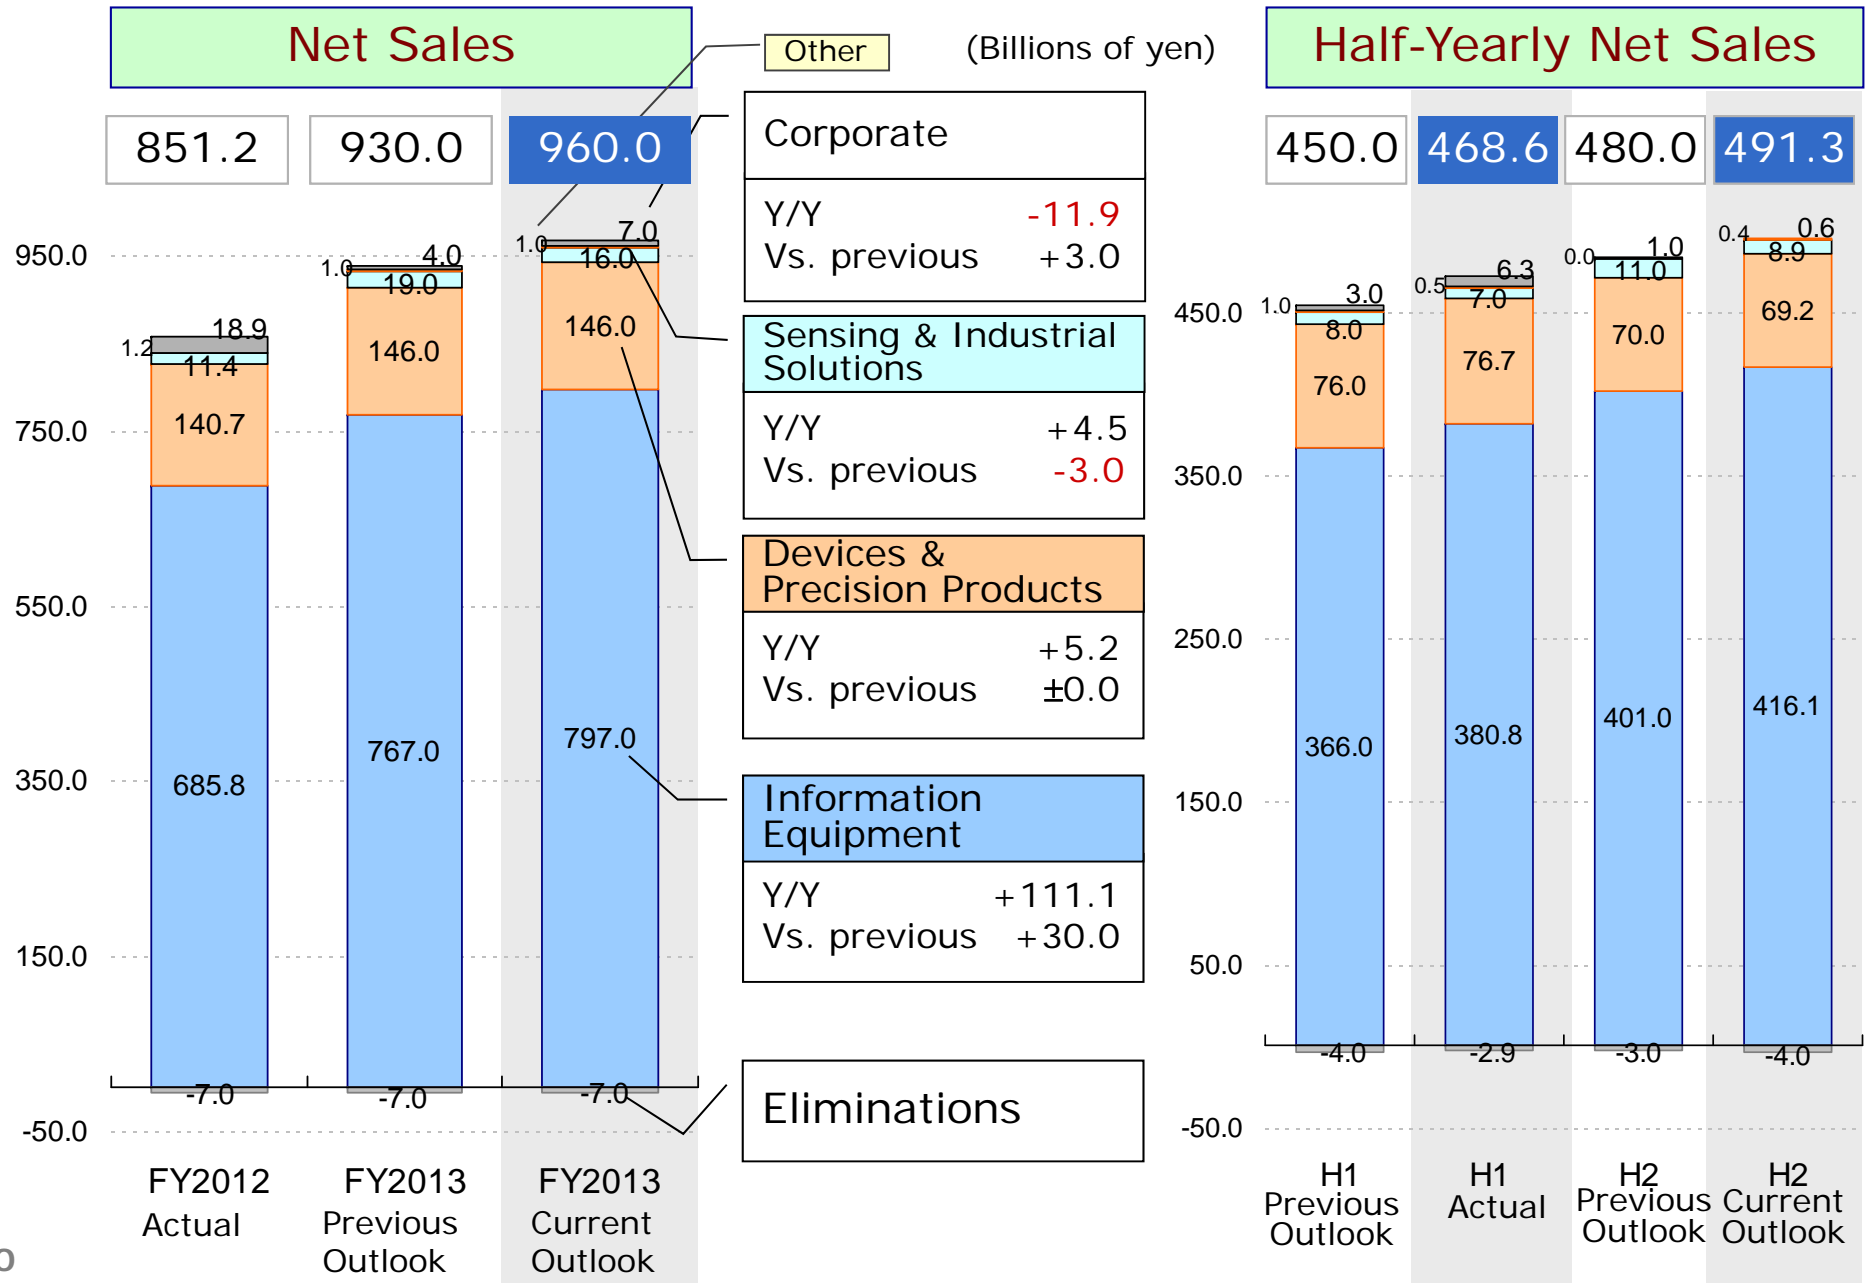 Net Sales
Other
(Billions of yen)
Half-Yearly Net Sales
851.2
930.0
960.0
950.0
750.0
550.0
350.0
150.0
-50.0
1.2
18.9
11.4
140.7
685.8
-7.0
1.0
4.0
19.0
146.0
767.0
-7.0
1.0
7.0
16.0
146.0
797.0
-7.0
FY2012
Actual
FY2013
Previous
Outlook
FY2013
Current
Outlook
Corporate
Y/Y -11.9
Vs. previous +3.0
Sensing & Industrial
Solutions
Y/Y +4.5
Vs. previous -3.0
Devices &
Precision Products
Y/Y +5.2
Vs. previous ±0.0
Information
Equipment
Y/Y +111.1
Vs. previous +30.0
Eliminations
450.0
468.6
480.0
491.3
450.0
350.0
250.0
150.0
50.0
-50.0
1.0
3.0
8.0
76.0
366.0
-4.0
0.5
6.3
7.0
76.7
380.8
-2.9
0.0
1.0
11.0
70.0
401.0
-3.0
0.4
0.6
8.9
69.2
416.1
-4.0
H1
Previous
Outlook
H1
Actual
H2
Previous
Outlook
H2
Current
Outlook